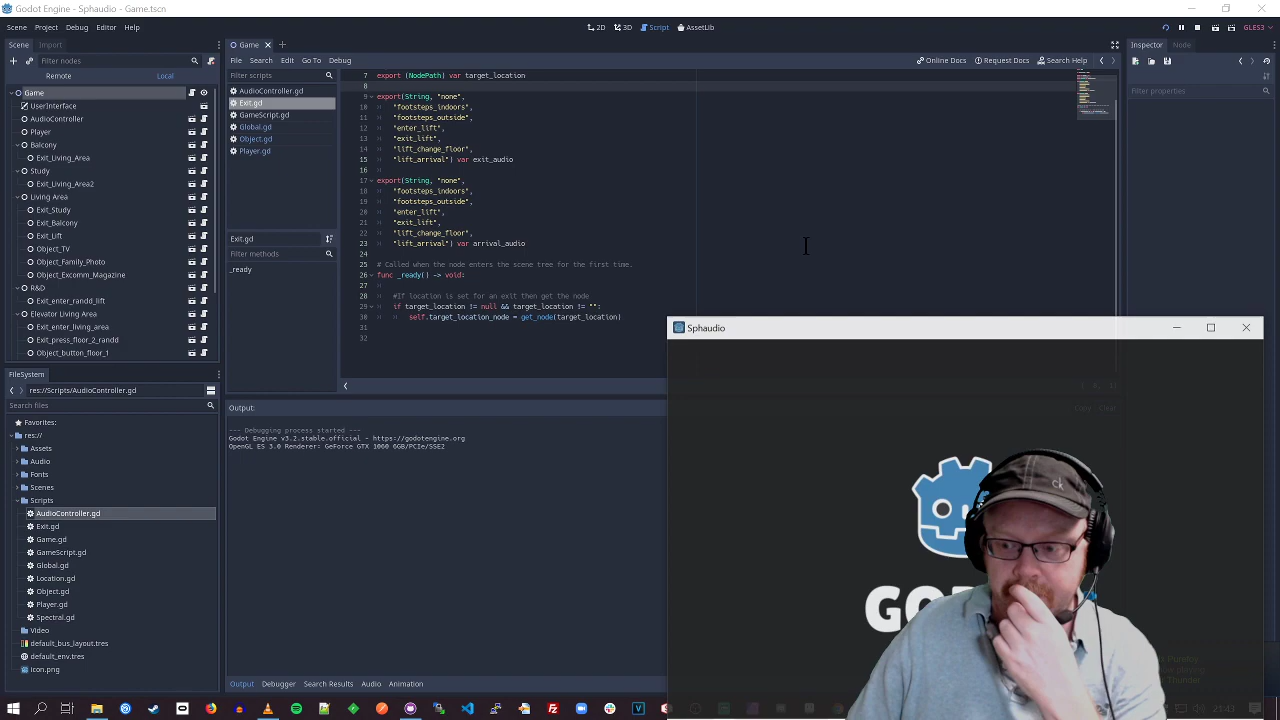 Godot Engine - Sphaudio - Game.tscn
Scene Project Debug Editor Help
2D 3D Script AssetLib
GLES3
Scene Import
Filter nodes
Remote Local
Game
UserInterface
AudioController
Player
Balcony
Exit_Living_Area
Study
Exit_Living_Area2
Living Area
Exit_Study
Exit_Balcony
Exit_Lift
Object_TV
Object_Family_Photo
Object_Excomm_Magazine
R&D
Exit_enter_randd_lift
Elevator Living Area
Exit_enter_living_area
Exit_press_floor_2_randd
Object_button_floor_1
FileSystem
res://Scripts/AudioController.gd
Search files
Favorites:
res://
Assets
Audio
Fonts
Scenes
Scripts
AudioController.gd
Exit.gd
Game.gd
GameScript.gd
Global.gd
Location.gd
Object.gd
Player.gd
Spectral.gd
Video
default_bus_layout.tres
default_env.tres
icon.png
Game
File Search Edit Go To Debug
Online Docs Request Docs Search Help
Filter scripts
AudioController.gd
Exit.gd
GameScript.gd
Global.gd
Object.gd
Player.gd
Exit.gd
Filter methods
_ready
7 export (NodePath) var target_location
8
9 export(String, "none",
10 "footsteps_indoors",
11 "footsteps_outside",
12 "enter_lift",
13 "exit_lift",
14 "lift_change_floor",
15 "lift_arrival") var exit_audio
16
17 export(String, "none",
18 "footsteps_indoors",
19 "footsteps_outside",
20 "enter_lift",
21 "exit_lift",
22 "lift_change_floor",
23 "lift_arrival") var arrival_audio
24
25 # Called when the node enters the scene tree for the first time.
26 func _ready() -> void:
27
28 #If location is set for an exit then get the node
29 if target_location != null && target_location != "":
30 self.target_location_node = get_node(target_location)
31
32
Output:
Copy Clear
--- Debugging process started ---
Godot Engine v3.2.stable.official - https://godotengine.org
OpenGL ES 3.0 Renderer: GeForce GTX 1060 6GB/PCIe/SSE2
Output Debugger Search Results Audio Animation
Inspector Node
Filter properties
Sphaudio
ck
21:43